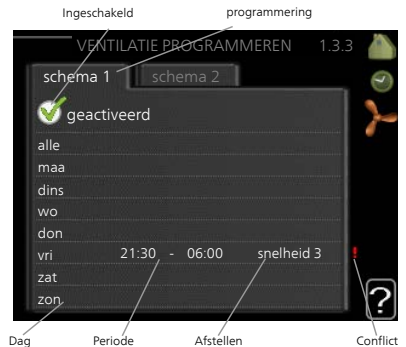 Ingeschakeld programmering
VENTILATIE PROGRAMMEREN 1.3.3
schema 1 schema 2
geactiveerd
alle
maa
dins
wo
don
vri 21:30 - 06:00 snelheid 3 !
zat
zon
?
Dag Periode Afstellen Conflict